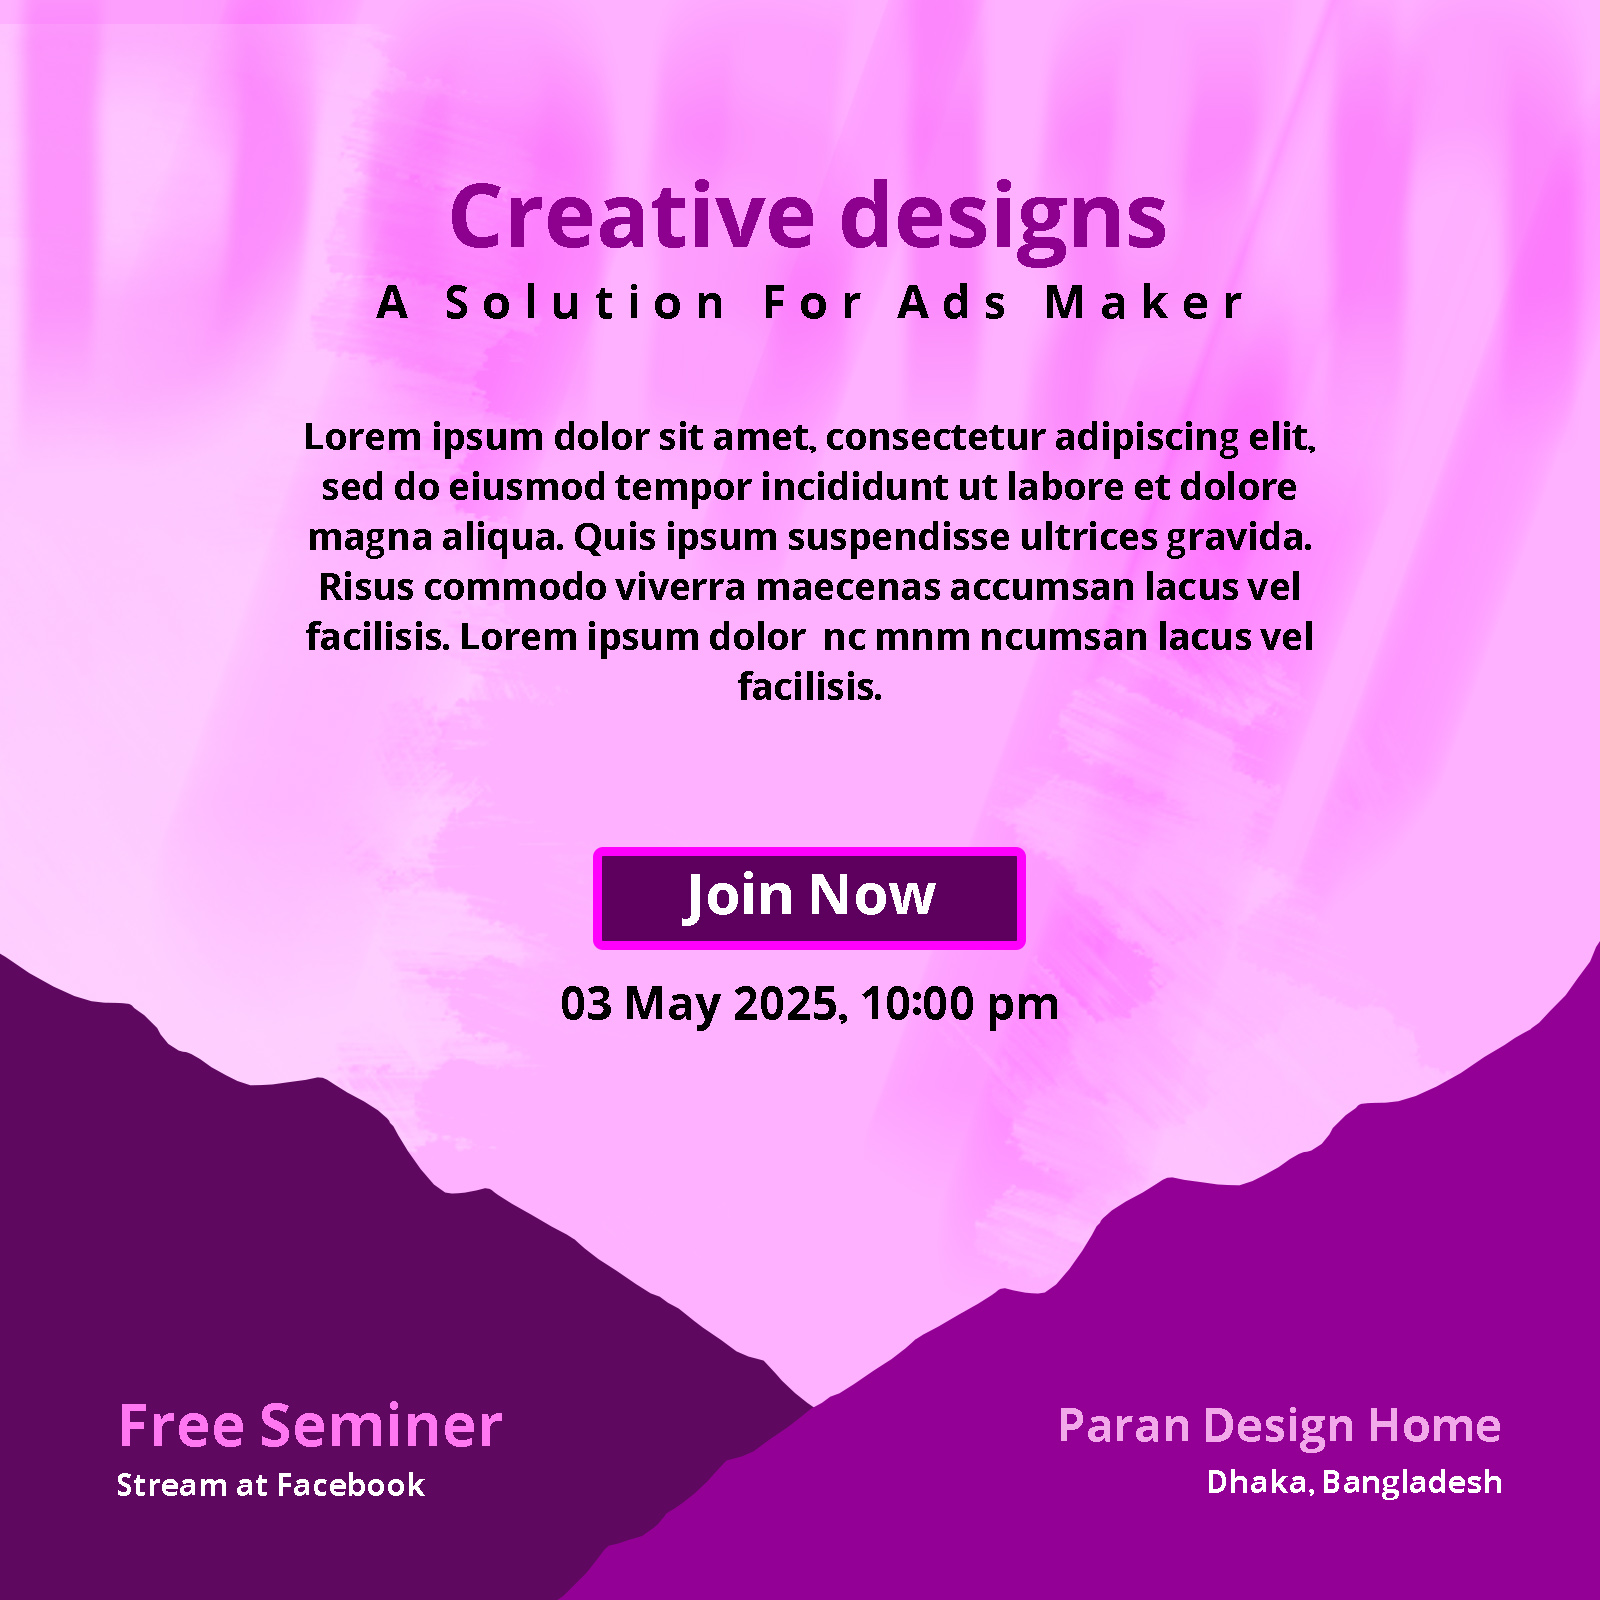 Creative designs
A Solution For Ads Maker
Lorem ipsum dolor sit amet, consectetur adipiscing elit,
sed do eiusmod tempor incididunt ut labore et dolore
magna aliqua. Quis ipsum suspendisse ultrices gravida.
Risus commodo viverra maecenas accumsan lacus vel
facilisis. Lorem ipsum dolor  nc mnm ncumsan lacus vel
facilisis.
Join Now
03 May 2025, 10:00 pm
Free Seminer
Stream at Facebook
Paran Design Home
Dhaka, Bangladesh